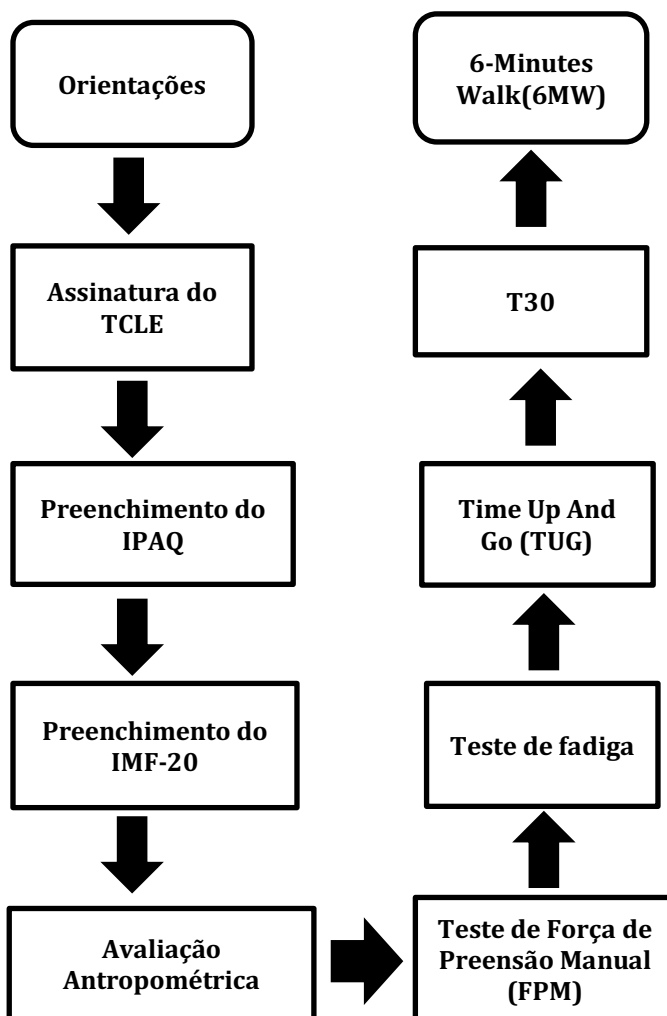 Orientações
Assinatura do
TCLE
Preenchimento do
IPAQ
Preenchimento do
IMF-20
Avaliação
Antropométrica
Teste de Força de
Preensão Manual
(FPM)
Teste de fadiga
Time Up And
Go (TUG)
T30
6-Minutes
Walk(6MW)